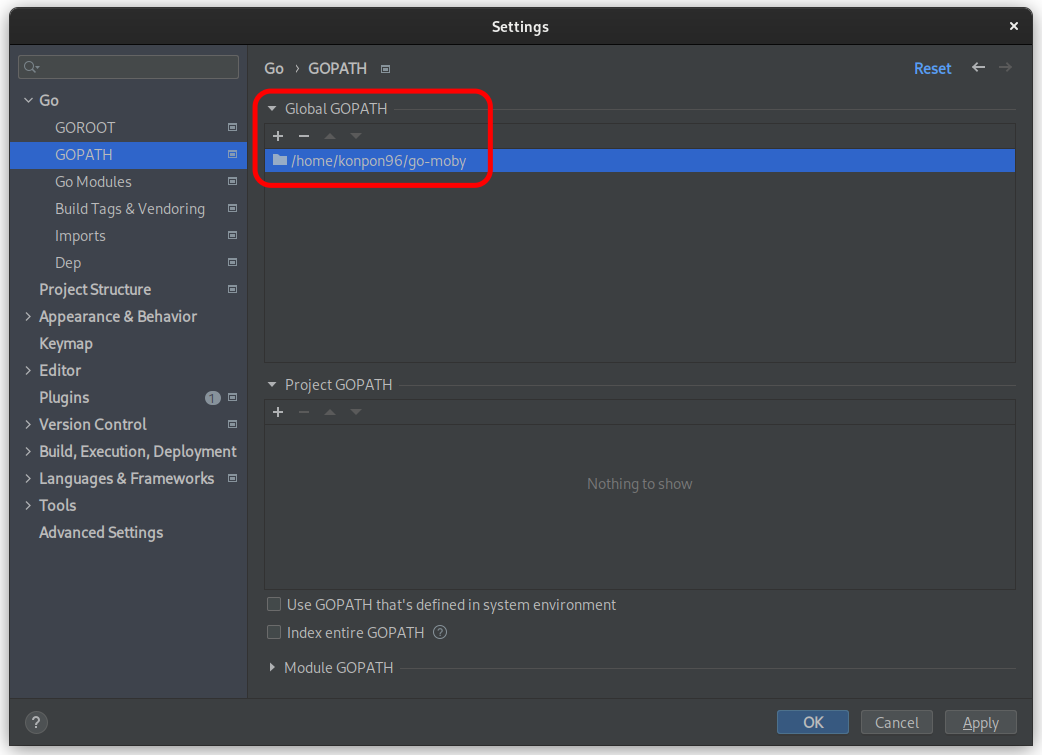 Settings
Go › GOPATH
Reset
Go
GOROOT
GOPATH
Go Modules
Build Tags & Vendoring
Imports
Dep
Project Structure
Appearance & Behavior
Keymap
Editor
Plugins 1
Version Control
Build, Execution, Deployment
Languages & Frameworks
Tools
Advanced Settings
Global GOPATH
/home/konpon96/go-moby
Project GOPATH
Nothing to show
Use GOPATH that's defined in system environment
Index entire GOPATH ?
Module GOPATH
?
OK
Cancel
Apply